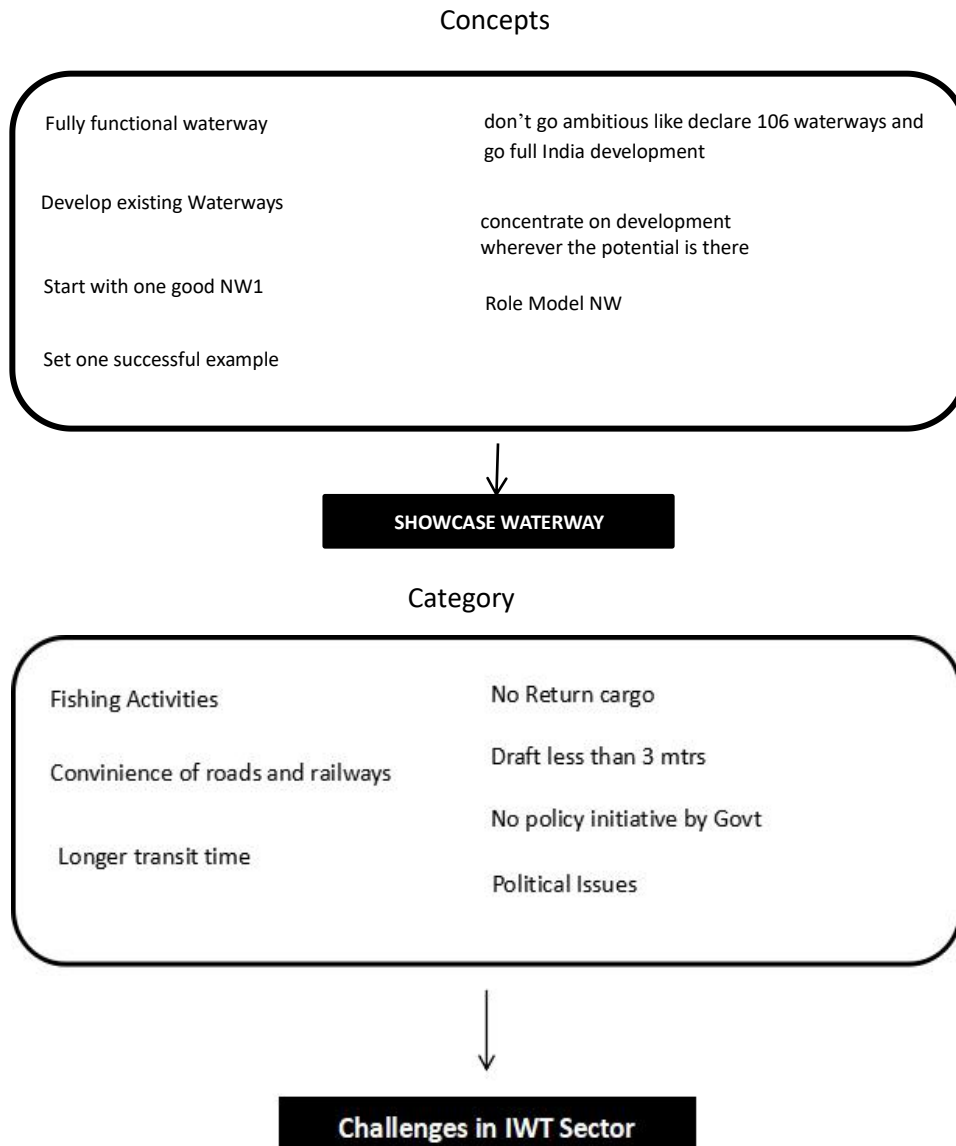 Concepts
Fully functional waterway
Develop existing Waterways
Start with one good NW1
Set one successful example
don’t go ambitious like declare 106 waterways and
go full India development
concentrate on development
wherever the potential is there
Role Model NW
SHOWCASE WATERWAY
Category
Fishing Activities
Convinience of roads and railways
Longer transit time
No Return cargo
Draft less than 3 mtrs
No policy initiative by Govt
Political Issues
Challenges in IWT Sector